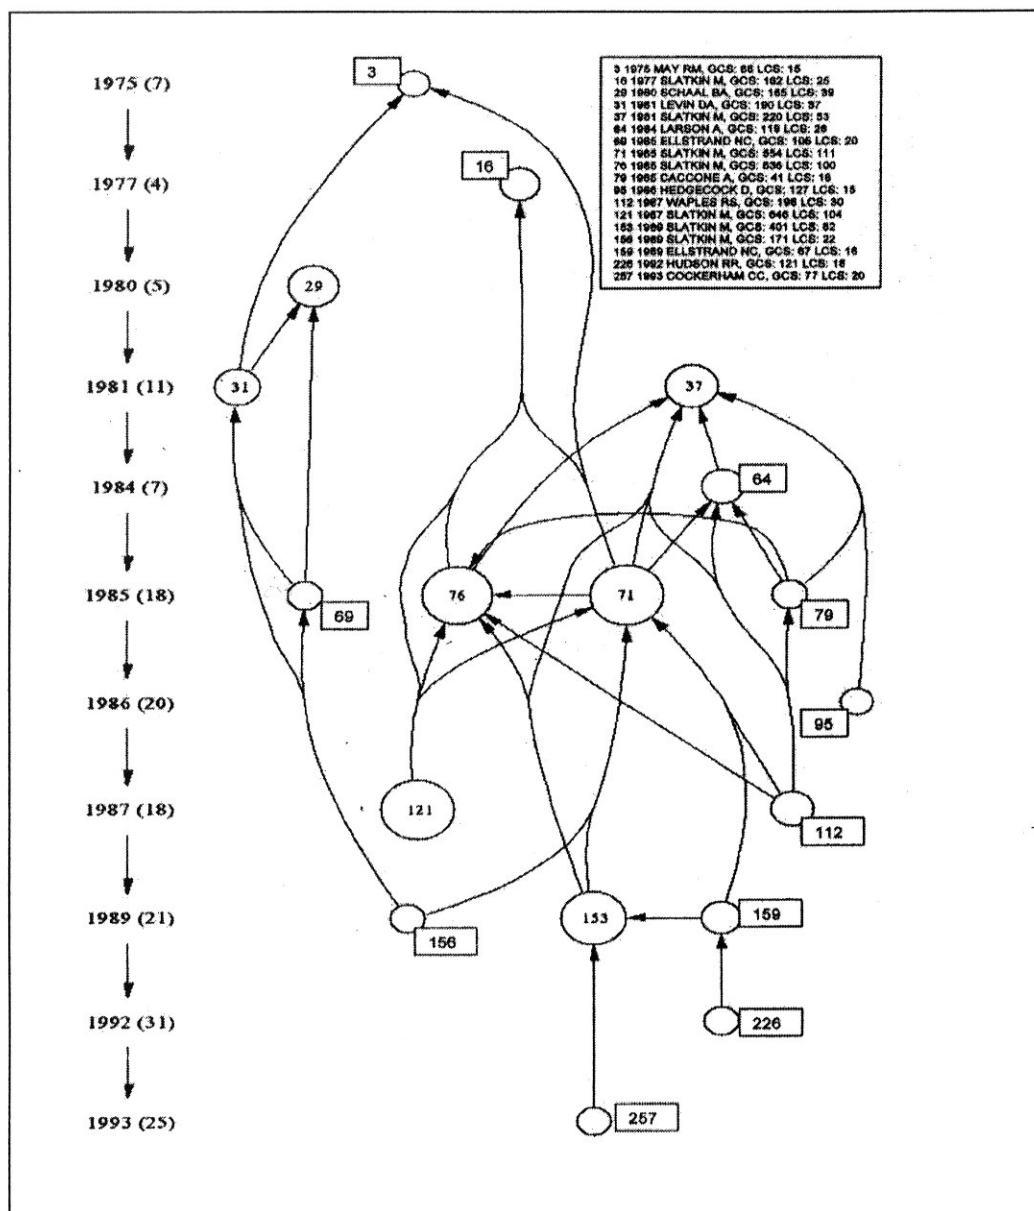 1975 (7)
3
3 1975 MAY RM, GCS: 66 LCS: 15
16 1977 SLATKIN M, GCS: 162 LCS: 25
29 1980 SCHAAL BA, GCS: 165 LCS: 39
31 1981 LEVIN DA, GCS: 190 LCS: 37
37 1981 SLATKIN M, GCS: 220 LCS: 53
64 1984 LARSON A, GCS: 119 LCS: 26
69 1985 ELLSTRAND NC, GCS: 106 LCS: 20
71 1985 SLATKIN M, GCS: 554 LCS: 111
76 1985 SLATKIN M, GCS: 536 LCS: 100
79 1985 CACCONE A, GCS: 41 LCS: 18
95 1986 HEDGECOCK D, GCS: 127 LCS: 15
112 1987 WAPLES RS, GCS: 196 LCS: 30
121 1987 SLATKIN M, GCS: 646 LCS: 104
153 1989 SLATKIN M, GCS: 401 LCS: 62
156 1989 SLATKIN M, GCS: 171 LCS: 22
159 1989 ELLSTRAND NC, GCS: 67 LCS: 16
226 1992 HUDSON RR, GCS: 121 LCS: 16
257 1993 COCKERHAM CC, GCS: 77 LCS: 20
1977 (4)
16
1980 (5)
29
1981 (11)
31
37
1984 (7)
64
1985 (18)
69
76
71
79
1986 (20)
95
1987 (18)
121
112
1989 (21)
156
153
159
1992 (31)
226
1993 (25)
257